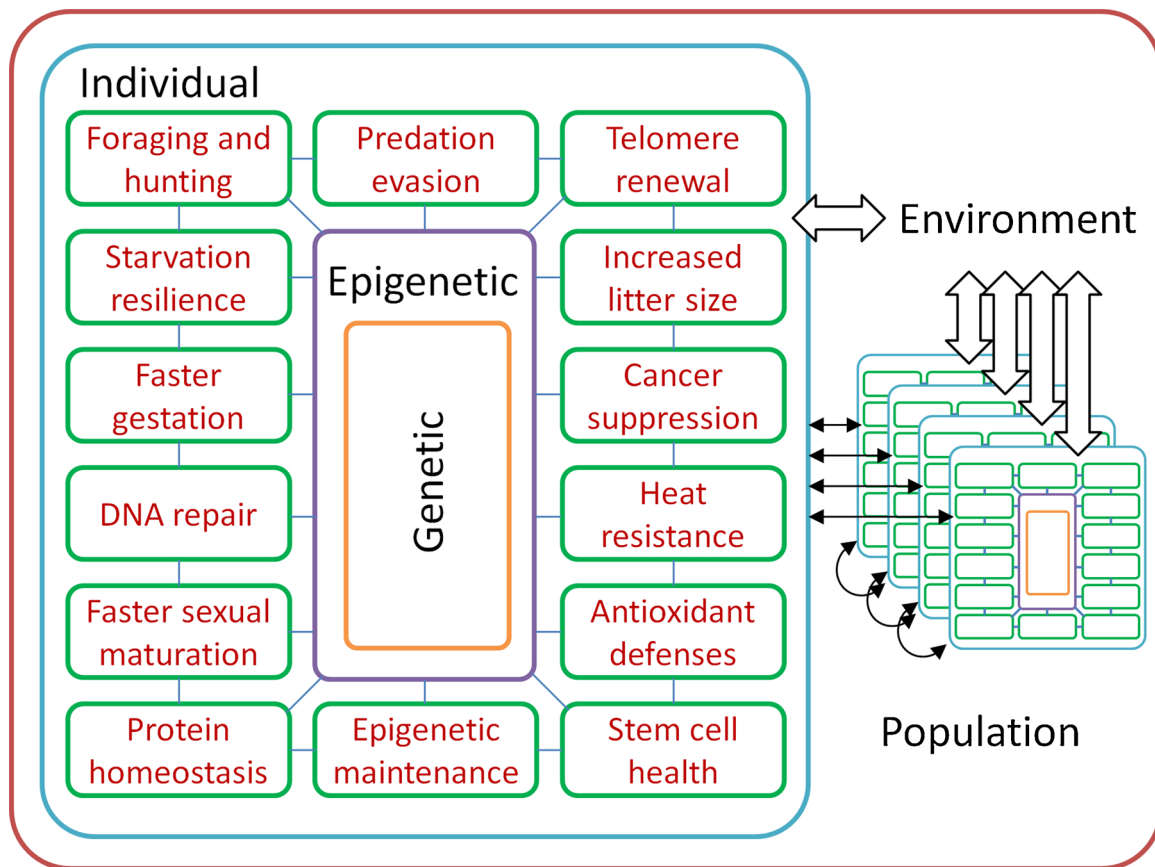 Individual
Foraging and
hunting
Predation
evasion
Telomere
renewal
Environment
Starvation
resilience
Epigenetic
Increased
litter size
Faster
gestation
Genetic
Cancer
suppression
DNA repair
Heat
resistance
Faster sexual
maturation
Antioxidant
defenses
Protein
homeostasis
Epigenetic
maintenance
Stem cell
health
Population